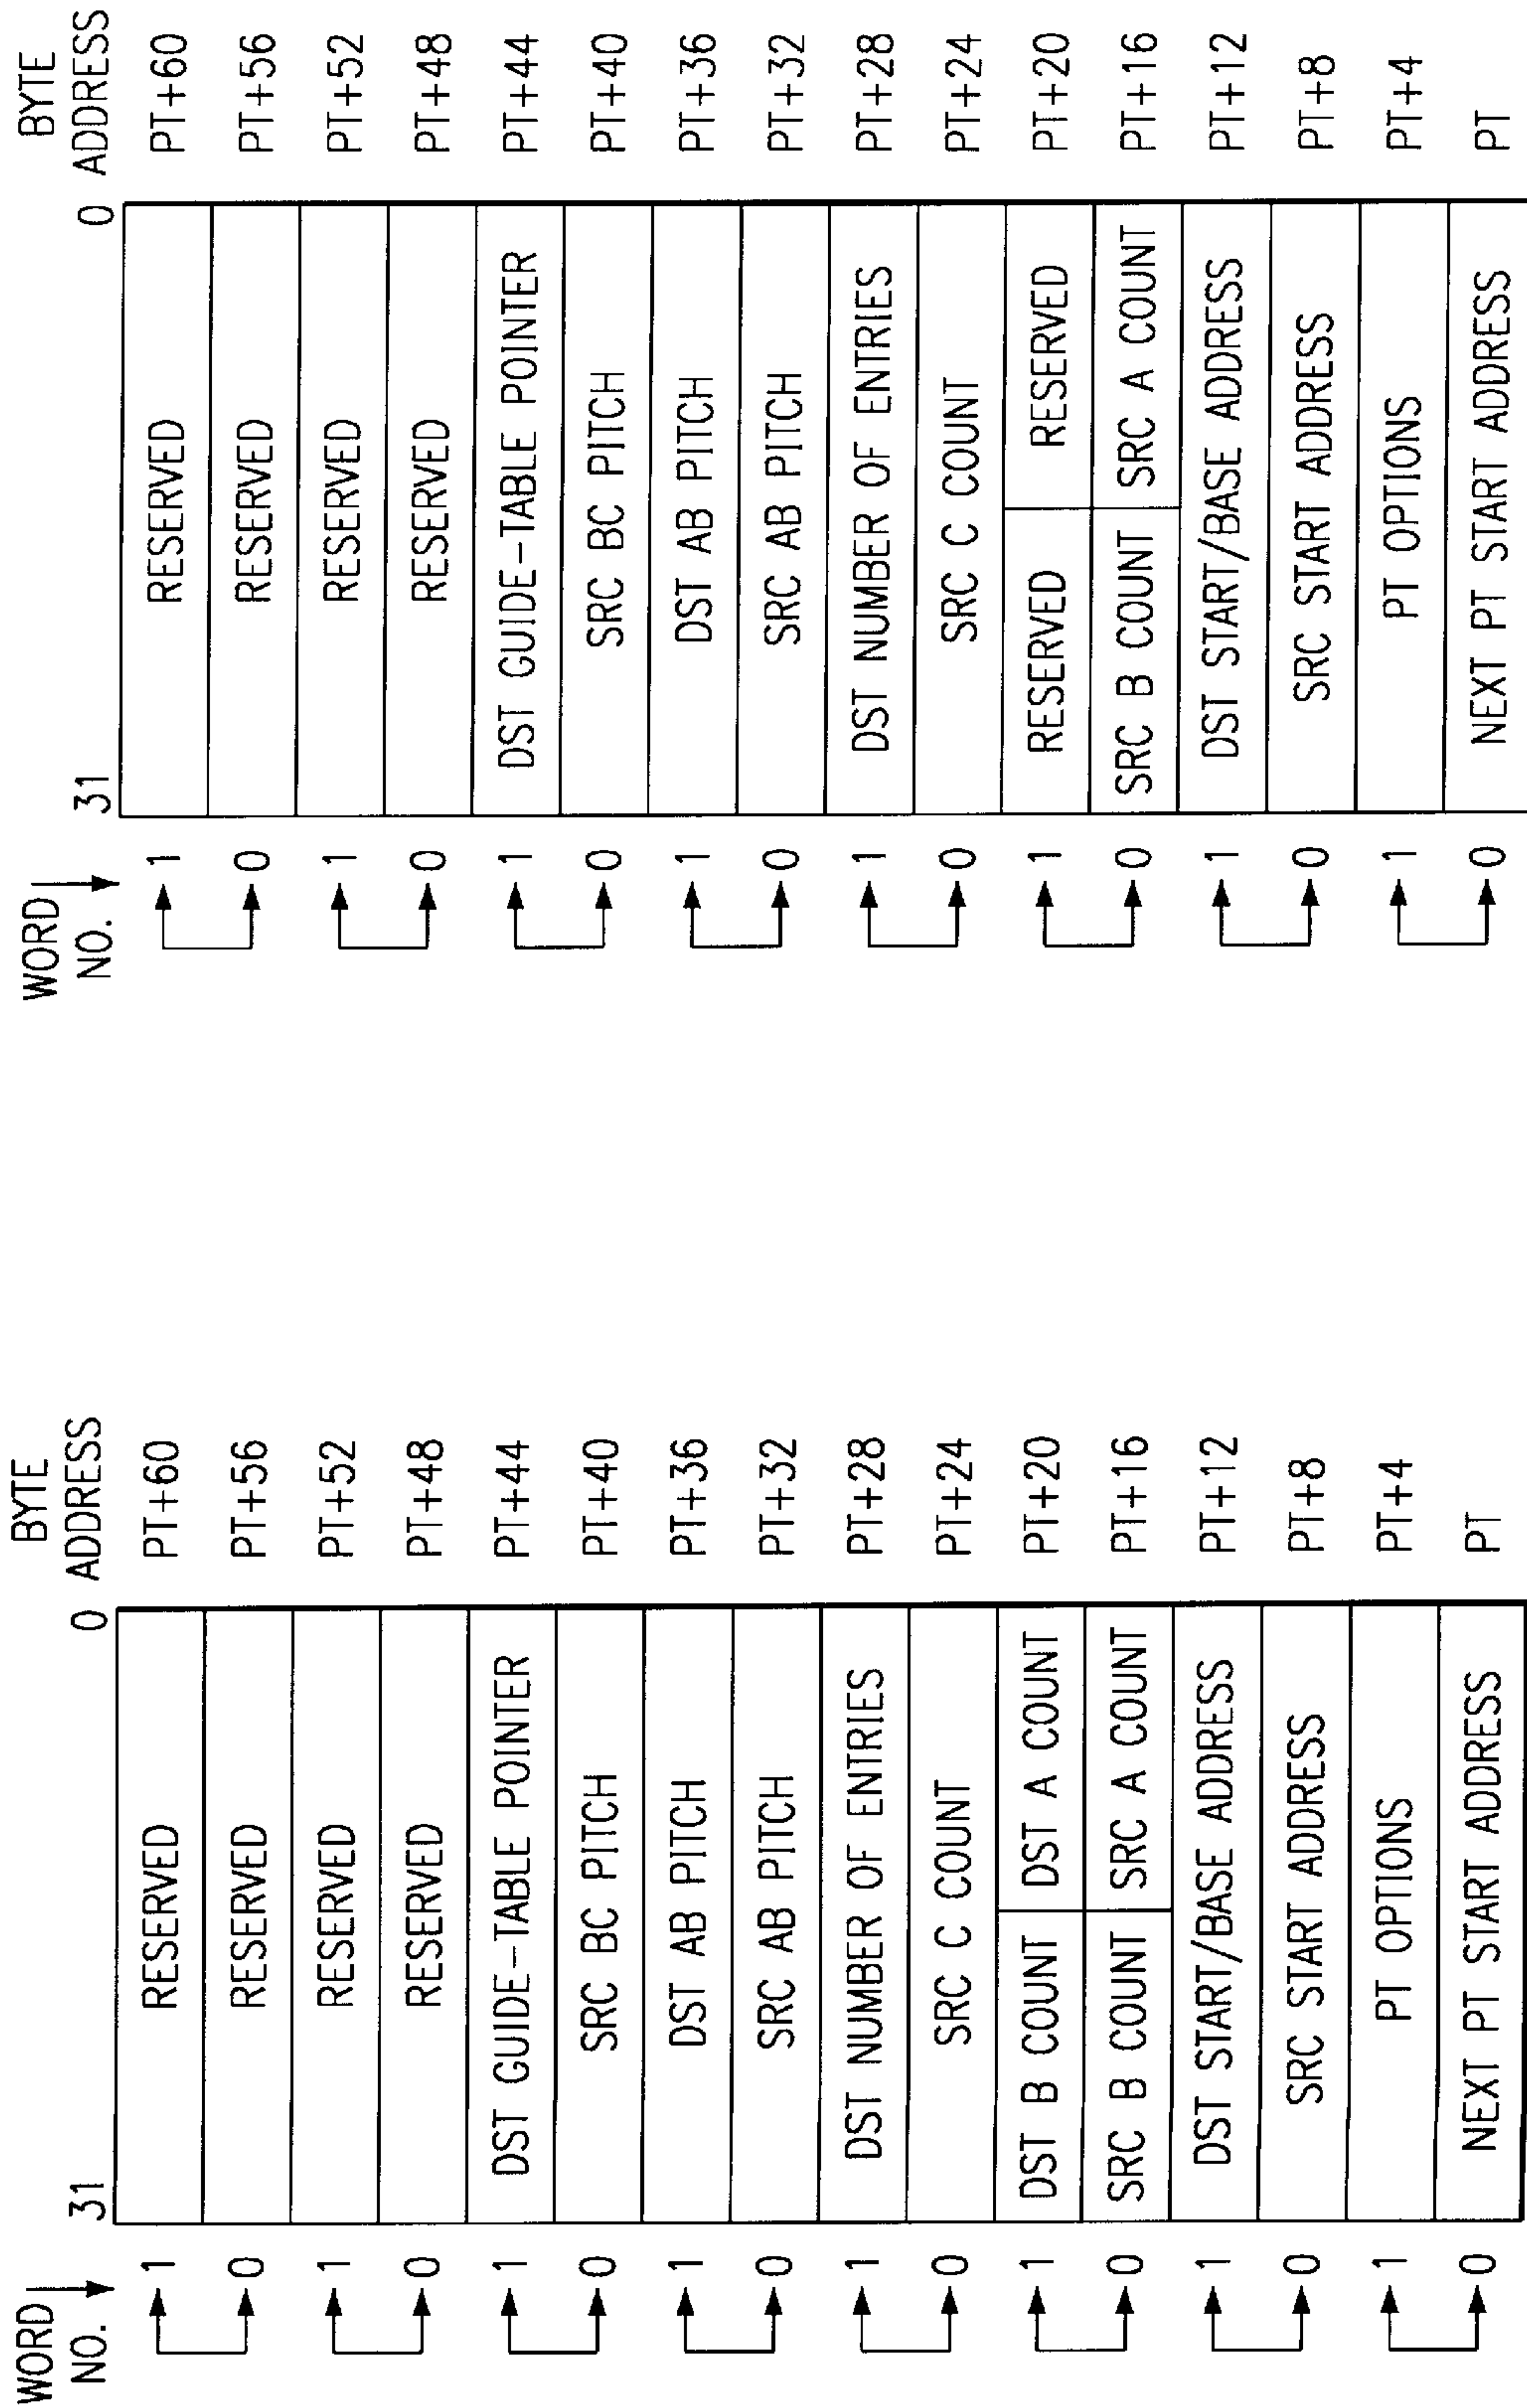 WORD NO. 31 0 BYTE ADDRESS
1 RESERVED PT+60
0 RESERVED PT+56
1 RESERVED PT+52
0 RESERVED PT+48
1 DST GUIDE-TABLE POINTER PT+44
0 SRC BC PITCH PT+40
1 DST AB PITCH PT+36
0 SRC AB PITCH PT+32
1 DST NUMBER OF ENTRIES PT+28
0 SRC C COUNT PT+24
1 DST B COUNT DST A COUNT PT+20
0 SRC B COUNT SRC A COUNT PT+16
1 DST START/BASE ADDRESS PT+12
0 SRC START ADDRESS PT+8
1 PT OPTIONS PT+4
0 NEXT PT START ADDRESS PT
WORD NO. 31 0 BYTE ADDRESS
1 RESERVED PT+60
0 RESERVED PT+56
1 RESERVED PT+52
0 RESERVED PT+48
1 DST GUIDE-TABLE POINTER PT+44
0 SRC BC PITCH PT+40
1 DST AB PITCH PT+36
0 SRC AB PITCH PT+32
1 DST NUMBER OF ENTRIES PT+28
0 SRC C COUNT PT+24
1 RESERVED RESERVED PT+20
0 SRC B COUNT SRC A COUNT PT+16
1 DST START/BASE ADDRESS PT+12
0 SRC START ADDRESS PT+8
1 PT OPTIONS PT+4
0 NEXT PT START ADDRESS PT